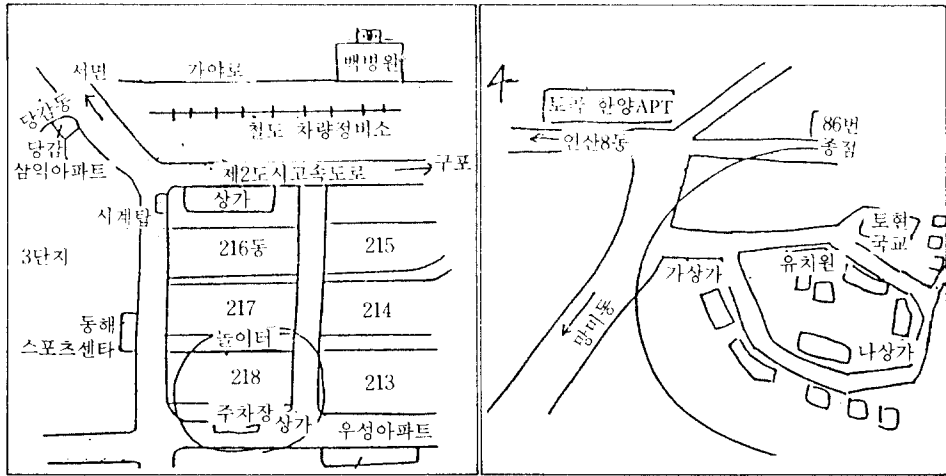 백병원
서면
가야로
철도 차량정비소
당감동
당감
삼익아파트
제2도시고속도로
구포
시계탑
상가
216동
215
3단지
217
214
동해
스포츠센타
놀이터
218
213
주차장
상가
우성아파트
4
한양APT
연산8동
86번
종점
토현
국교
유치원
가상가
나상가
망미동